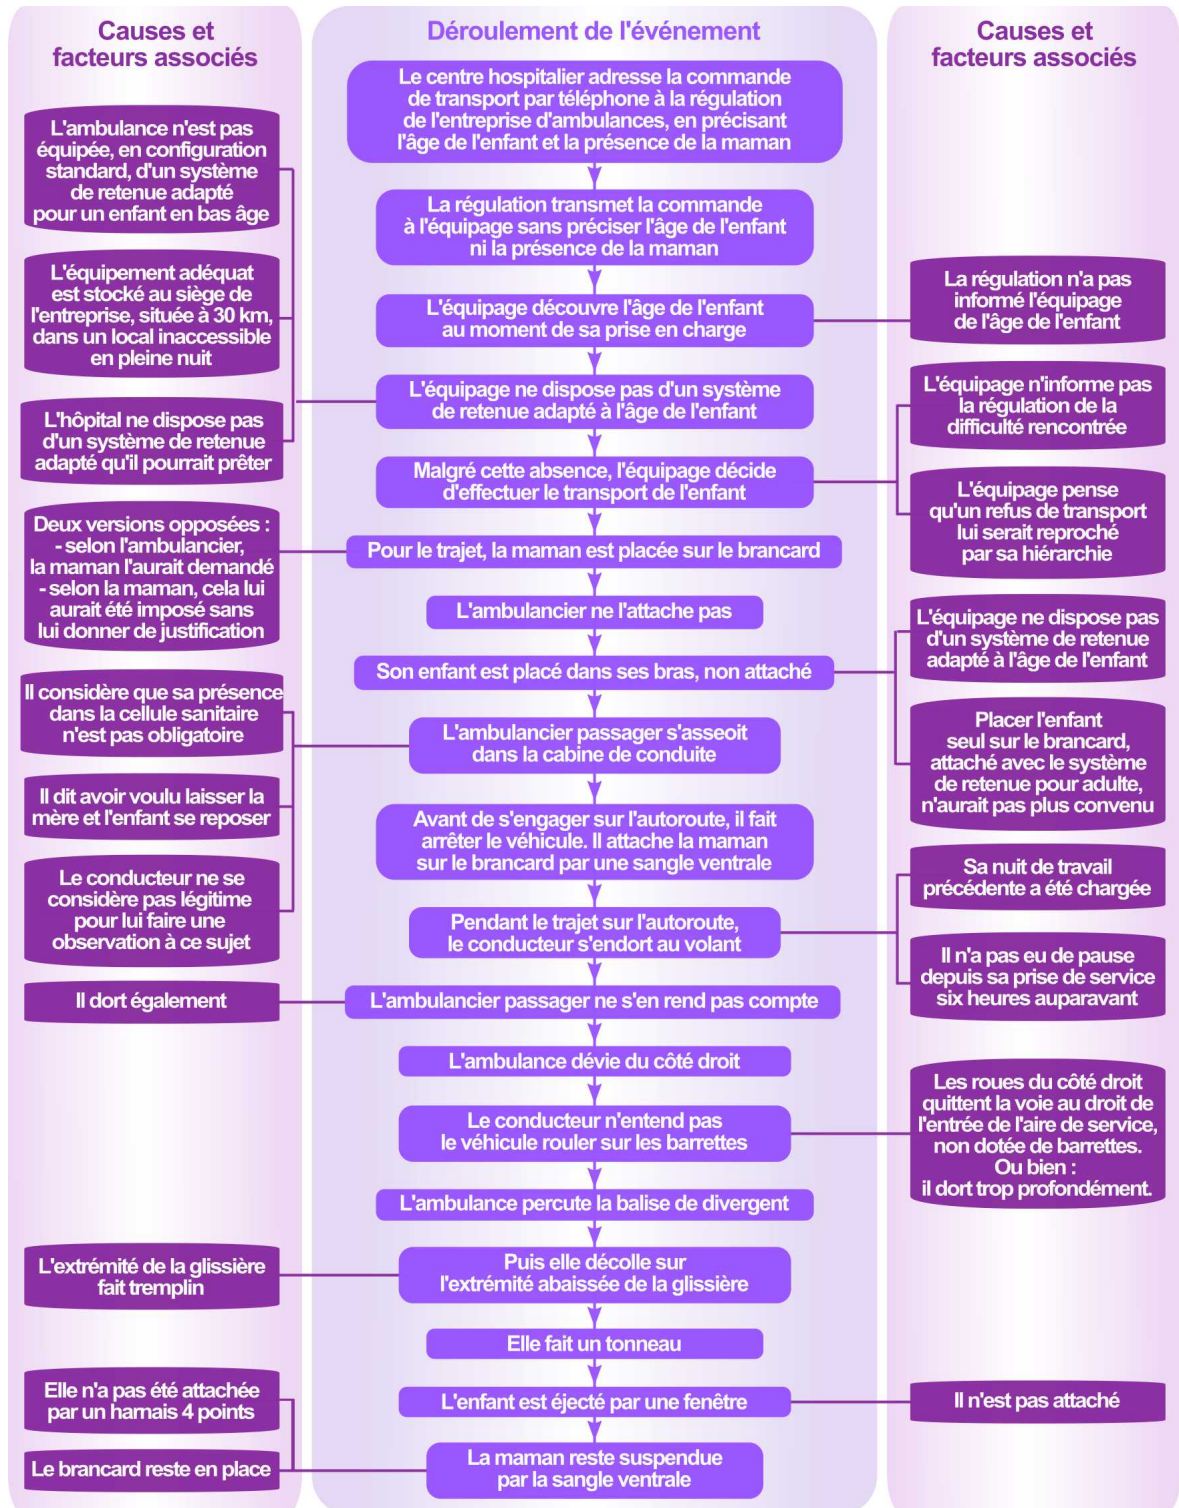 Causes et
facteurs associés
L'ambulance n'est pas
équipée, en configuration
standard, d'un système
de retenue adapté
pour un enfant en bas âge
L'équipement adéquat
est stocké au siège de
l'entreprise, située à 30 km,
dans un local inaccessible
en pleine nuit
L'hôpital ne dispose pas
d'un système de retenue
adapté qu'il pourrait prêter
Deux versions opposées :
- selon l'ambulancier,
la maman l'aurait demandé
- selon la maman, cela lui
aurait été imposé sans
lui donner de justification
Il considère que sa présence
dans la cellule sanitaire
n'est pas obligatoire
Il dit avoir voulu laisser la
mère et l'enfant se reposer
Le conducteur ne se
considère pas légitime
pour lui faire une
observation à ce sujet
Il dort également
L'extrémité de la glissière
fait tremplin
Elle n'a pas été attachée
par un harnais 4 points
Le brancard reste en place
Déroulement de l'événement
Le centre hospitalier adresse la commande
de transport par téléphone à la régulation
de l'entreprise d'ambulances, en précisant
l'âge de l'enfant et la présence de la maman
La régulation transmet la commande
à l'équipage sans préciser l'âge de l'enfant
ni la présence de la maman
L'équipage découvre l'âge de l'enfant
au moment de sa prise en charge
L'équipage ne dispose pas d'un système
de retenue adapté à l'âge de l'enfant
Malgré cette absence, l'équipage décide
d'effectuer le transport de l'enfant
Pour le trajet, la maman est placée sur le brancard
L'ambulancier ne l'attache pas
Son enfant est placé dans ses bras, non attaché
L'ambulancier passager s'asseoit
dans la cabine de conduite
Avant de s'engager sur l'autoroute, il fait
arrêter le véhicule. Il attache la maman
sur le brancard par une sangle ventrale
Pendant le trajet sur l'autoroute,
le conducteur s'endort au volant
L'ambulancier passager ne s'en rend pas compte
L'ambulance dévie du côté droit
Le conducteur n'entend pas
le véhicule rouler sur les barrettes
L'ambulance percute la balise de divergent
Puis elle décolle sur
l'extrémité abaissée de la glissière
Elle fait un tonneau
L'enfant est éjecté par une fenêtre
La maman reste suspendue
par la sangle ventrale
Causes et
facteurs associés
La régulation n'a pas
informé l'équipage
de l'âge de l'enfant
L'équipage n'informe pas
la régulation de la
difficulté rencontrée
L'équipage pense
qu'un refus de transport
lui serait reproché
par sa hiérarchie
L'équipage ne dispose pas
d'un système de retenue
adapté à l'âge de l'enfant
Placer l'enfant
seul sur le brancard,
attaché avec le système
de retenue pour adulte,
n'aurait pas plus convenu
Sa nuit de travail
précédente a été chargée
Il n'a pas eu de pause
depuis sa prise de service
six heures auparavant
Les roues du côté droit
quittent la voie au droit de
l'entrée de l'aire de service,
non dotée de barrettes.
Ou bien :
il dort trop profondément.
Il n'est pas attaché